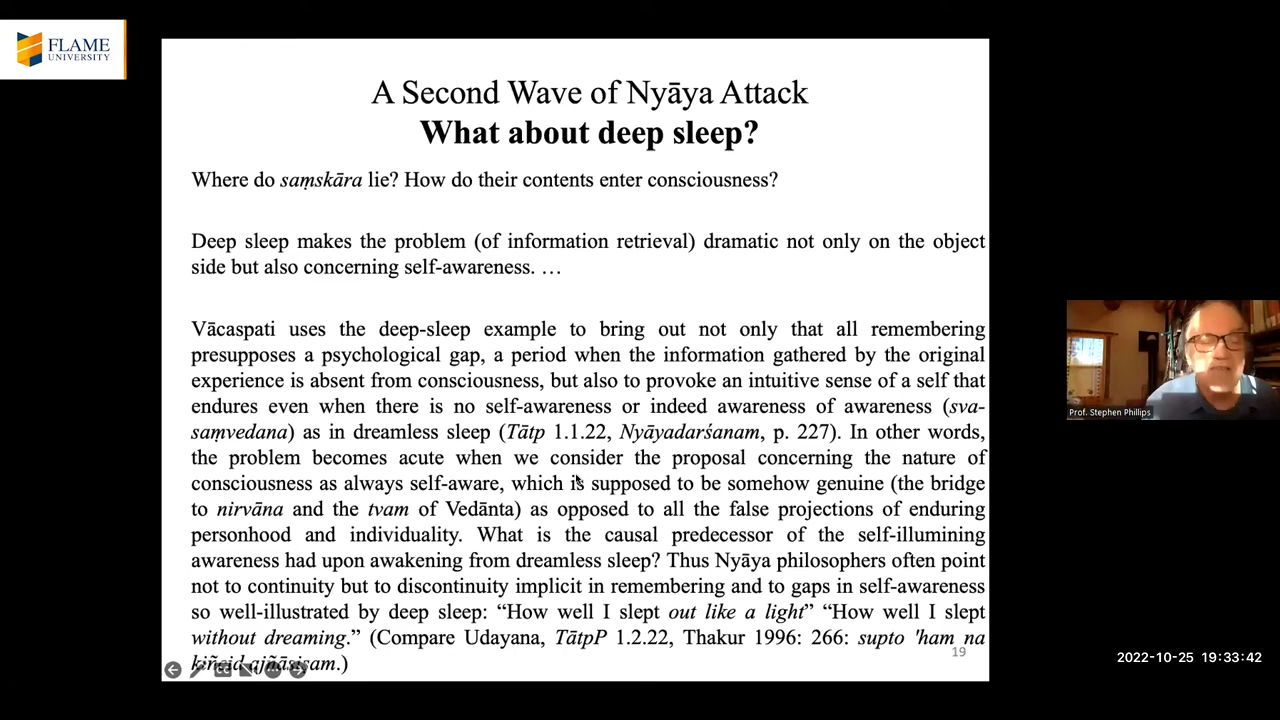 FLAME
UNIVERSITY
A Second Wave of Nyāya Attack
What about deep sleep?
Where do saṃskāra lie? How do their contents enter consciousness?
Deep sleep makes the problem (of information retrieval) dramatic not only on the object
side but also concerning self-awareness. …
Vācaspati uses the deep-sleep example to bring out not only that all remembering
presupposes a psychological gap, a period when the information gathered by the original
experience is absent from consciousness, but also to provoke an intuitive sense of a self that
endures even when there is no self-awareness or indeed awareness of awareness (sva-
saṃvedana) as in dreamless sleep (Tātp 1.1.22, Nyāyadarśanam, p. 227). In other words,
the problem becomes acute when we consider the proposal concerning the nature of
consciousness as always self-aware, which is supposed to be somehow genuine (the bridge
to nirvāna and the tvam of Vedānta) as opposed to all the false projections of enduring
personhood and individuality. What is the causal predecessor of the self-illumining
awareness had upon awakening from dreamless sleep? Thus Nyāya philosophers often point
not to continuity but to discontinuity implicit in remembering and to gaps in self-awareness
so well-illustrated by deep sleep: “How well I slept out like a light” “How well I slept
without dreaming.” (Compare Udayana, TātpP 1.2.22, Thakur 1996: 266: supto 'ham na
19
Prof. Stephen Phillips
2022-10-25 19:33:42